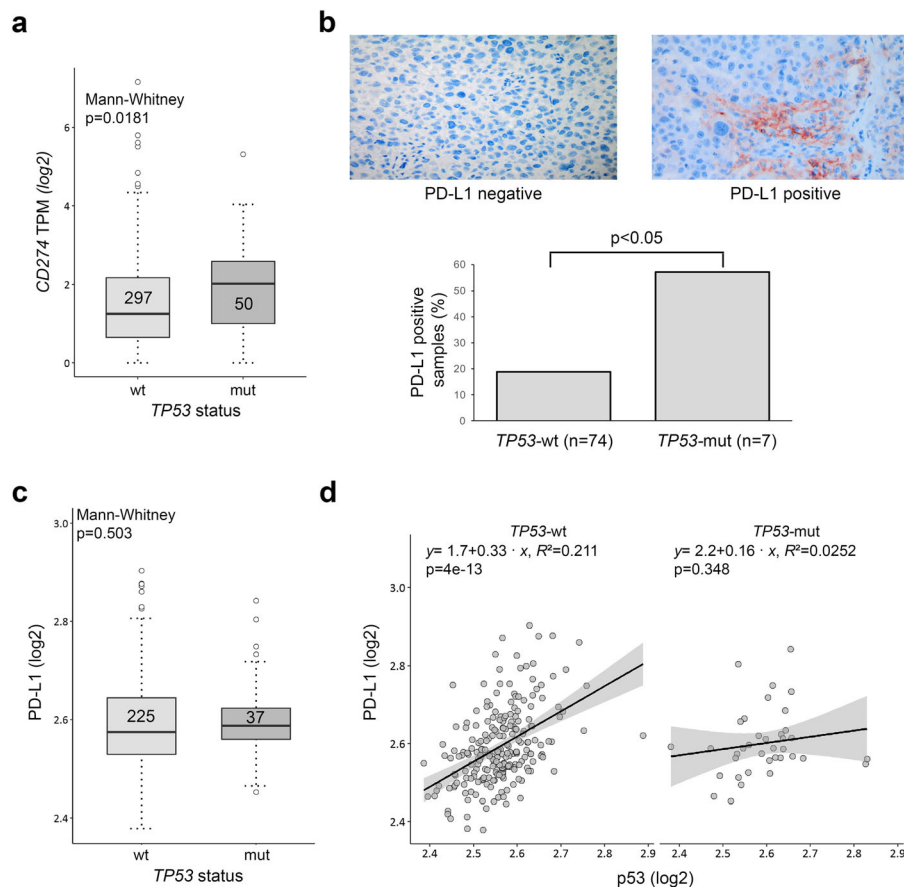 a
Mann-Whitney
p=0.0181
CD274 TPM (log2)
6
4
2
0
297
50
wt
mut
TP53 status
b
PD-L1 negative
PD-L1 positive
p<0.05
PD-L1 positive
samples (%)
60
50
40
30
20
10
0
TP53-wt (n=74)
TP53-mut (n=7)
c
Mann-Whitney
p=0.503
PD-L1 (log2)
3.0
2.8
2.6
2.4
225
37
wt
mut
TP53 status
d
TP53-wt
y= 1.7+0.33 · x, R²=0.211
p=4e-13
TP53-mut
y= 2.2+0.16 · x, R²=0.0252
p=0.348
PD-L1 (log2)
3.0
2.8
2.6
2.4
2.4 2.5 2.6 2.7 2.8 2.9
2.4 2.5 2.6 2.7 2.8 2.9
p53 (log2)